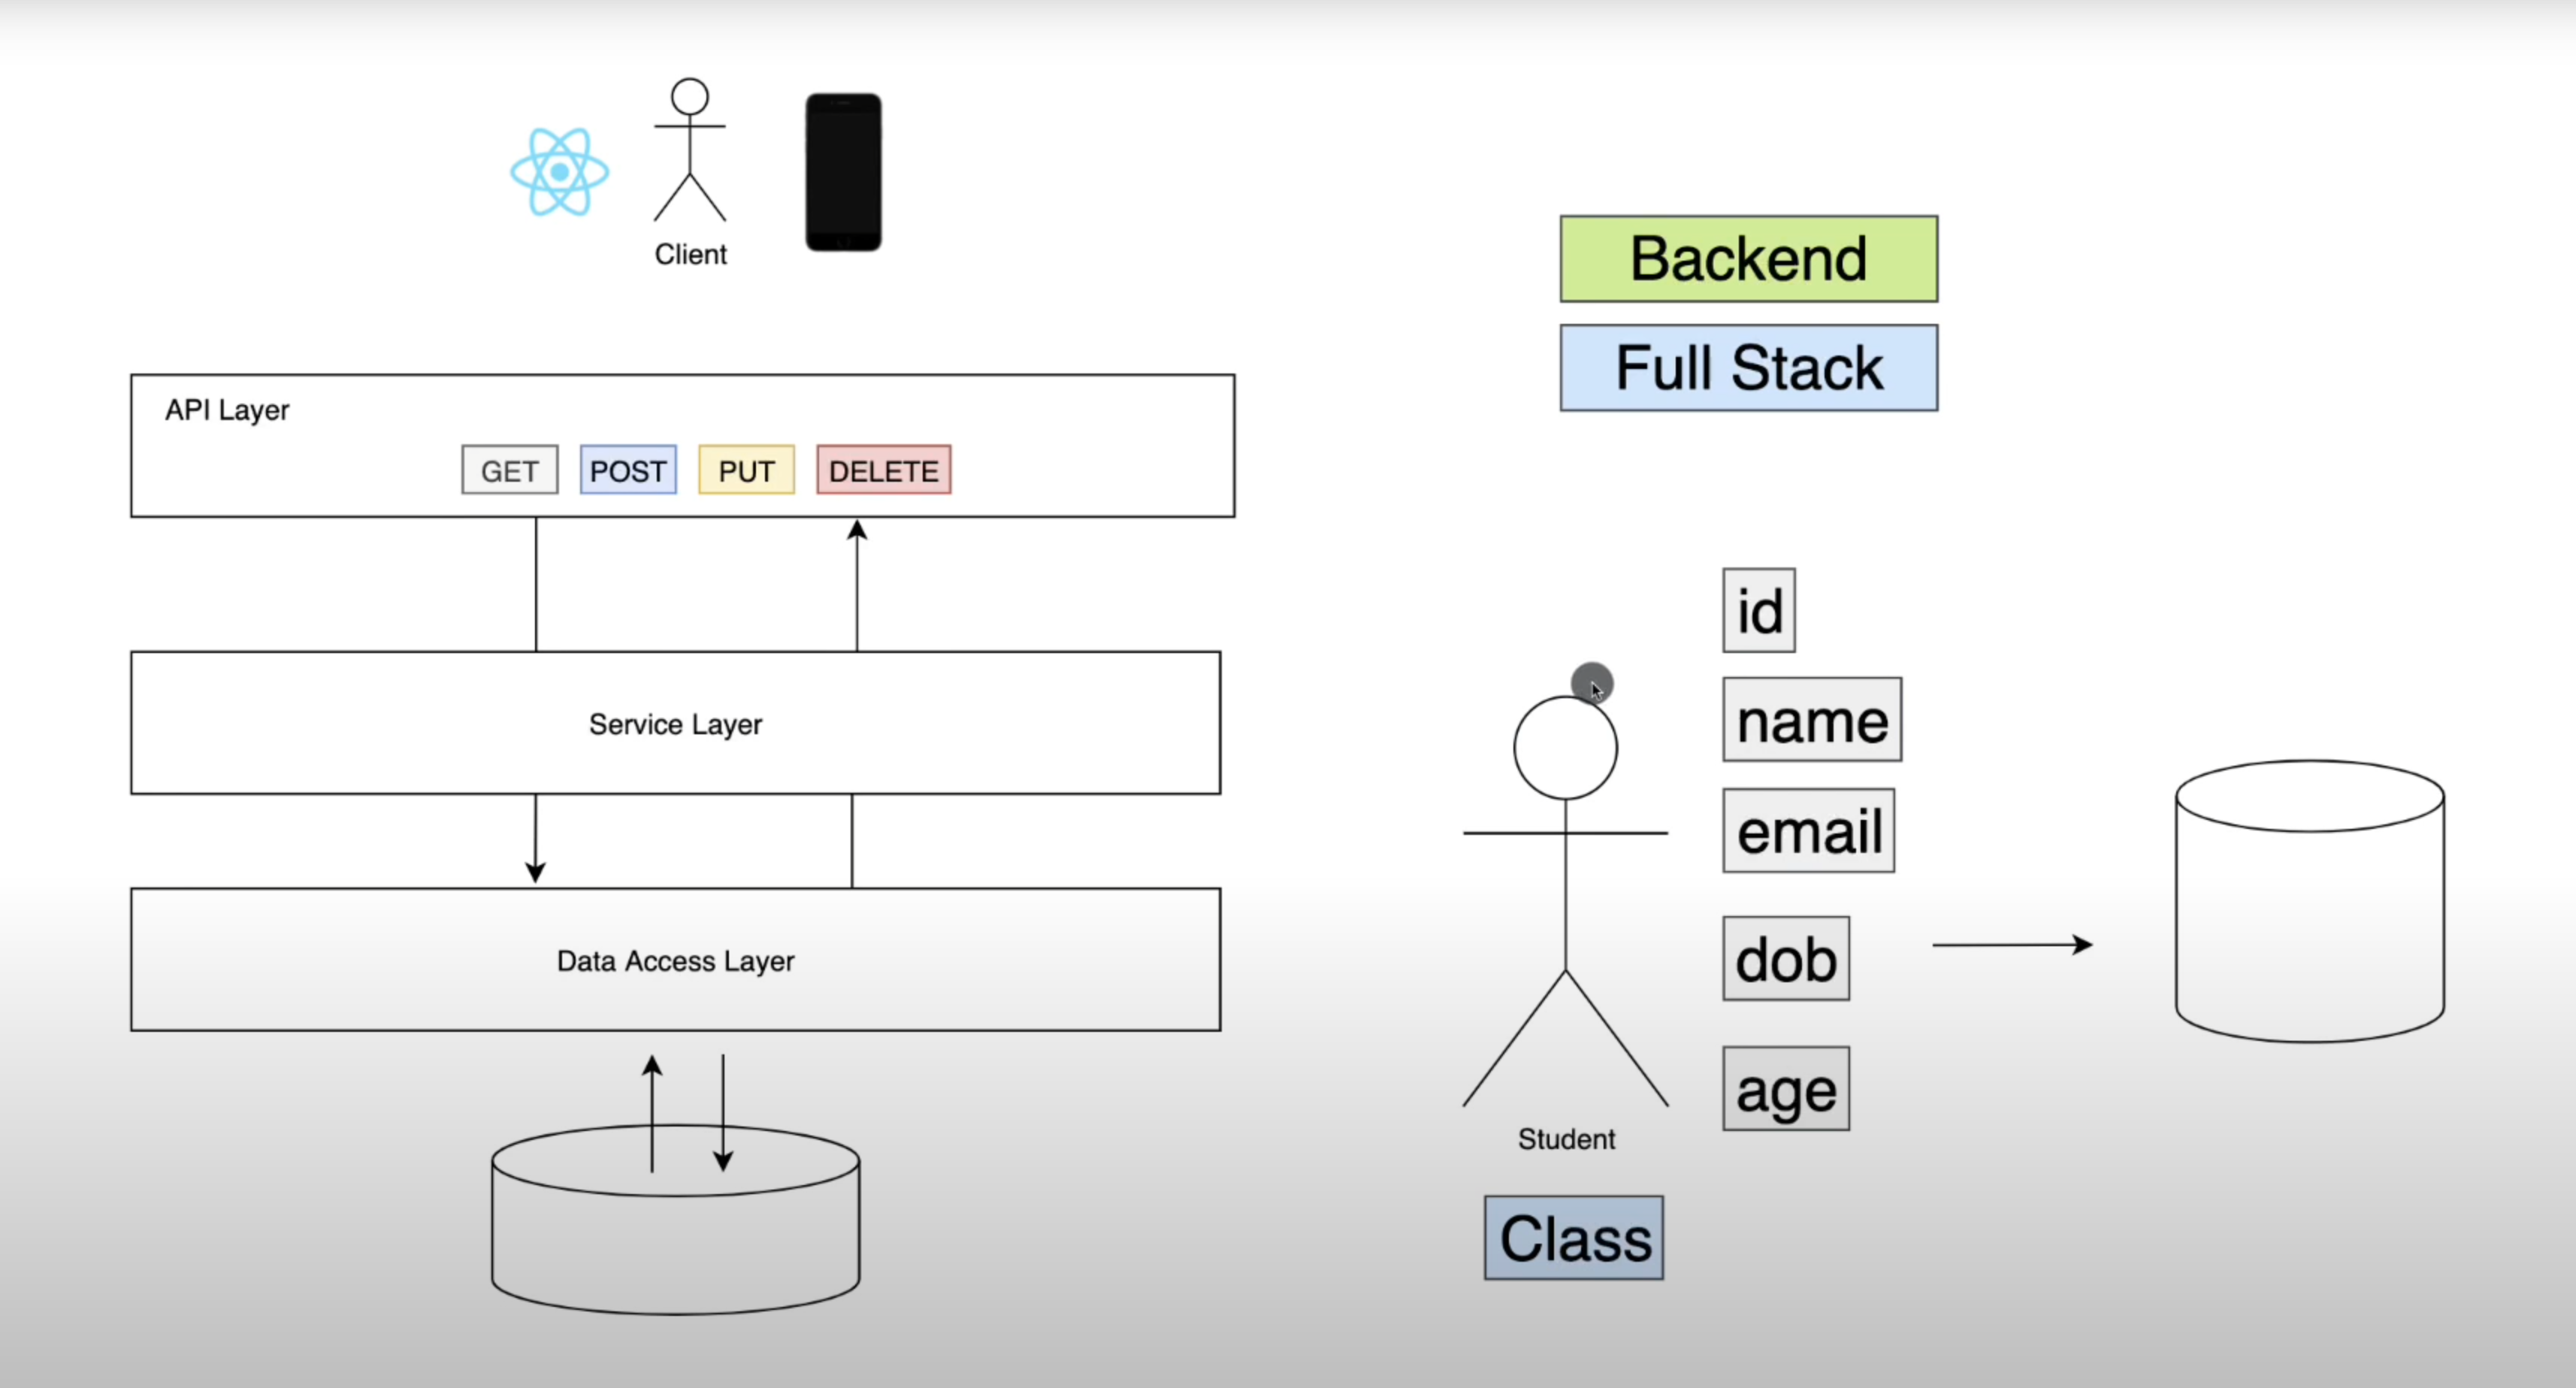 Client
API Layer
GET POST PUT DELETE
Service Layer
Data Access Layer
Backend
Full Stack
id
name
email
dob
age
Student
Class